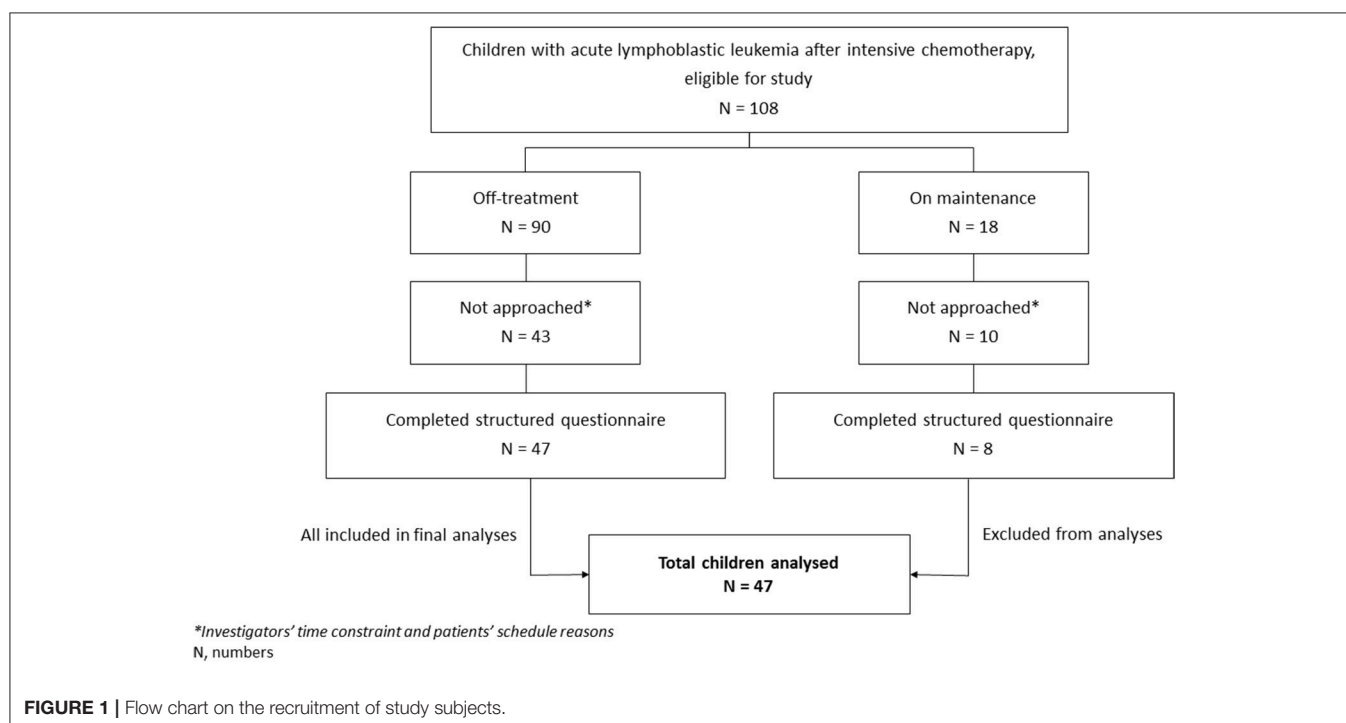 Children with acute lymphoblastic leukemia after intensive chemotherapy,
eligible for study
N = 108
Off-treatment
N = 90
On maintenance
N = 18
Not approached*
N = 43
Not approached*
N = 10
Completed structured questionnaire
N = 47
Completed structured questionnaire
N = 8
All included in final analyses
Excluded from analyses
Total children analysed
N = 47
*Investigators' time constraint and patients' schedule reasons
N, numbers
FIGURE 1 | Flow chart on the recruitment of study subjects.